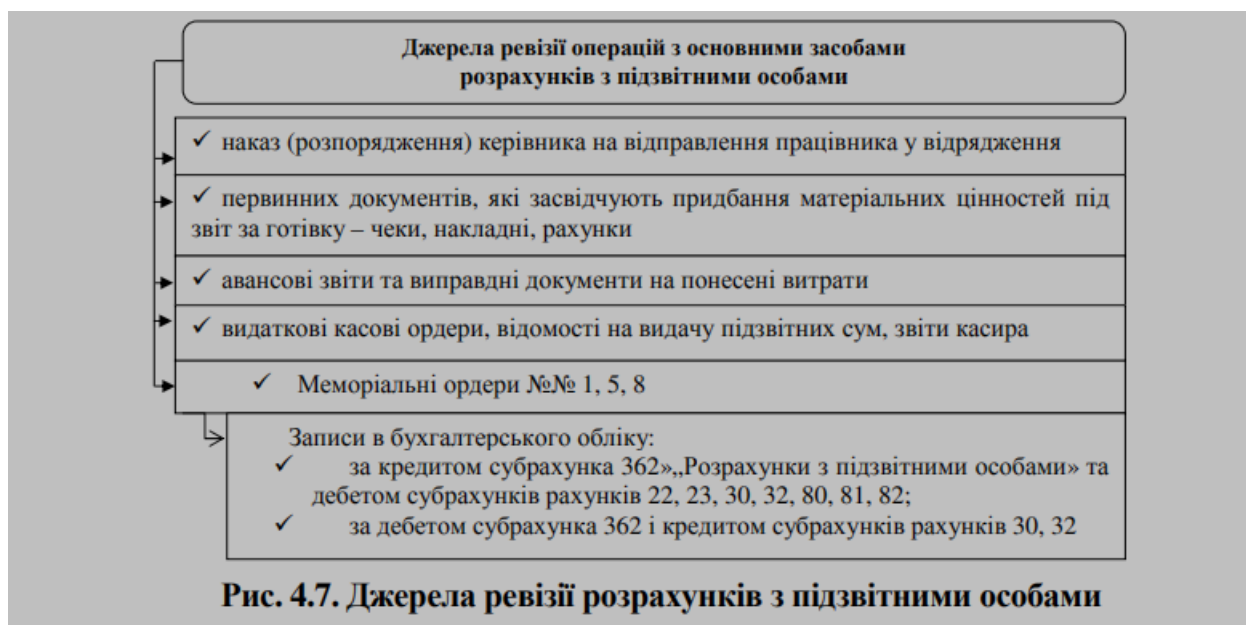 Джерела ревізії операцій з основними засобами
розрахунків з підзвітними особами
✓ наказ (розпорядження) керівника на відправлення працівника у відрядження
✓ первинних документів, які засвідчують придбання матеріальних цінностей під
звіт за готівку – чеки, накладні, рахунки
✓ авансові звіти та виправдні документи на понесені витрати
✓ видаткові касові ордери, відомості на видачу підзвітних сум, звіти касира
✓ Меморіальні ордери №№ 1, 5, 8
Записи в бухгалтерського обліку:
✓ за кредитом субрахунка 362»„Розрахунки з підзвітними особами» та
дебетом субрахунків рахунків 22, 23, 30, 32, 80, 81, 82;
✓ за дебетом субрахунка 362 і кредитом субрахунків рахунків 30, 32
Рис. 4.7. Джерела ревізії розрахунків з підзвітними особами